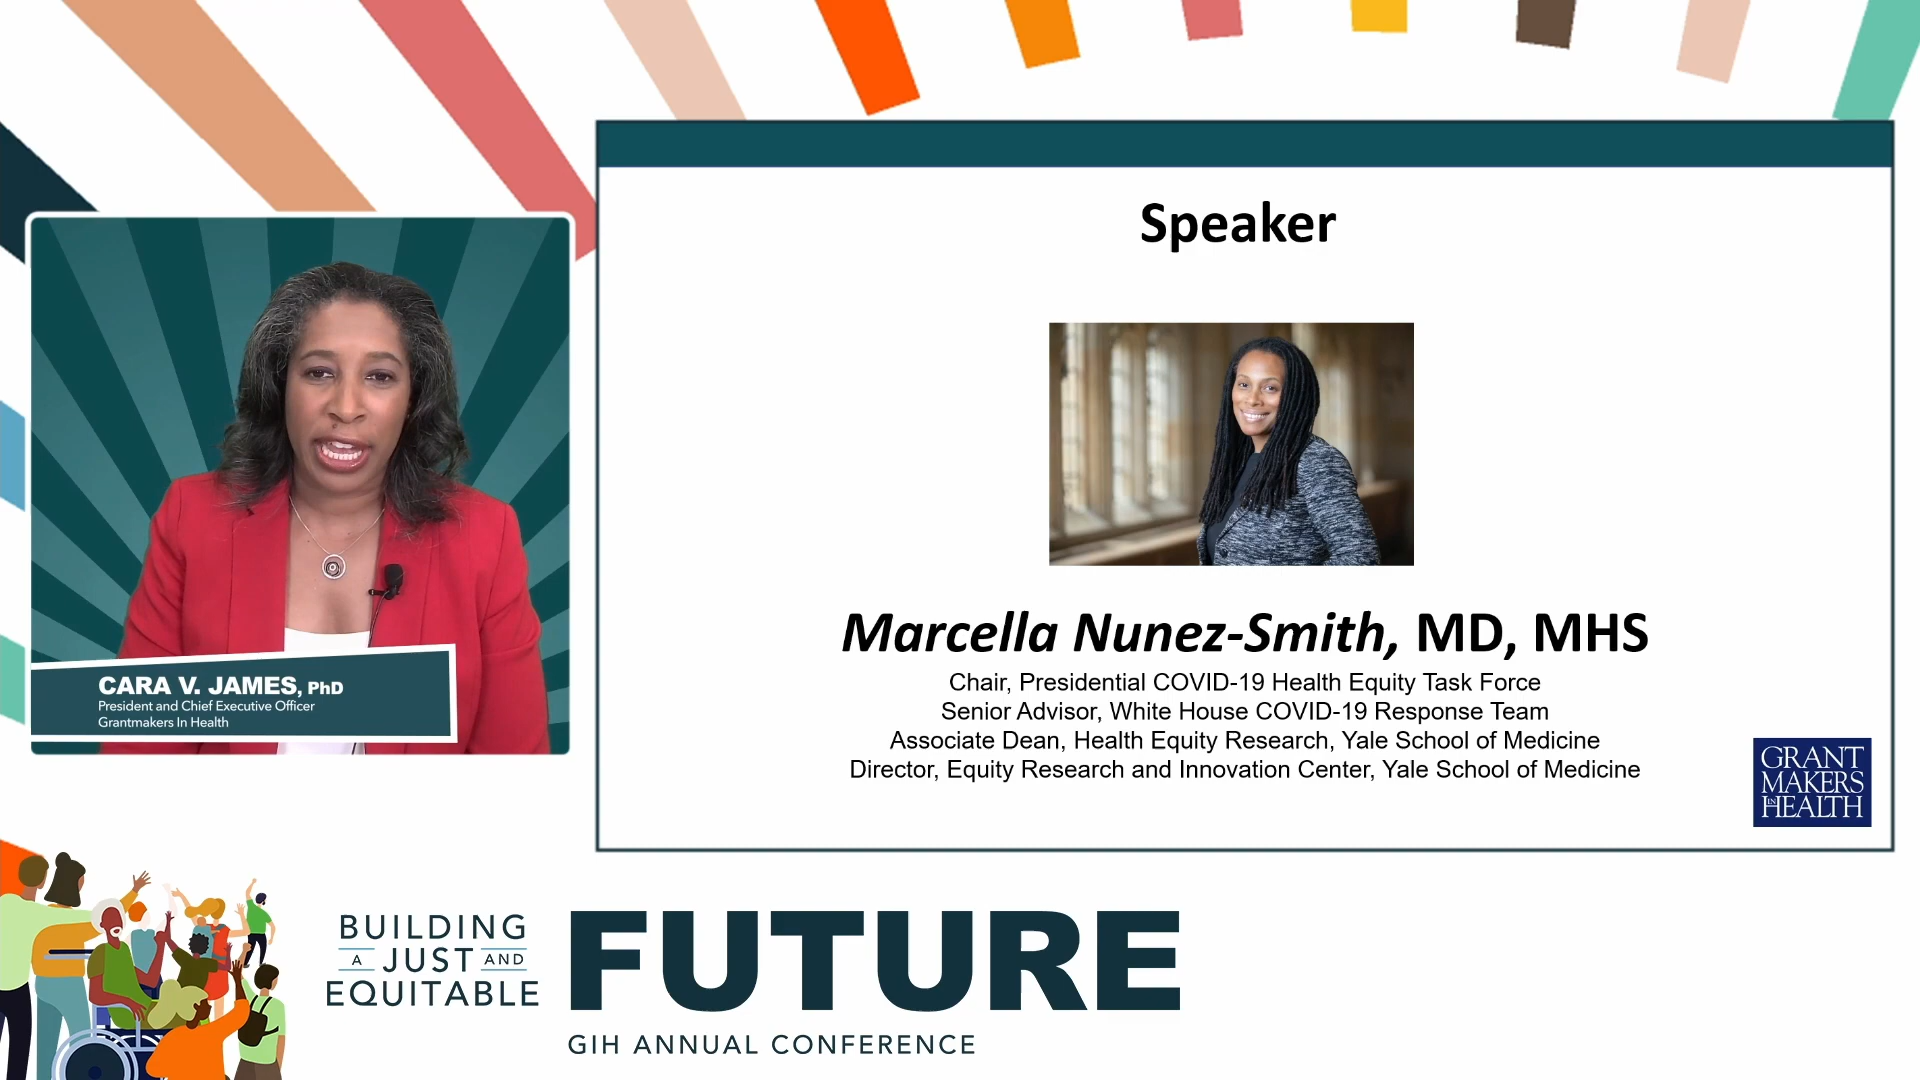 Speaker
Marcella Nunez-Smith, MD, MHS
Chair, Presidential COVID-19 Health Equity Task Force
Senior Advisor, White House COVID-19 Response Team
Associate Dean, Health Equity Research, Yale School of Medicine
Director, Equity Research and Innovation Center, Yale School of Medicine
GRANT
MAKERS
IN HEALTH
CARA V. JAMES, PhD
President and Chief Executive Officer
Grantmakers In Health
BUILDING
A JUST AND
EQUITABLE
FUTURE
GIH ANNUAL CONFERENCE